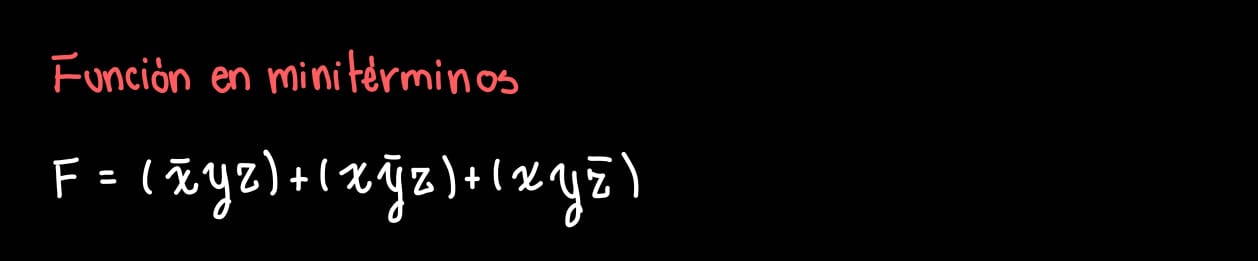 Función en minitérminos
F = (x̄yz)+(xȳz)+(xyz̄)